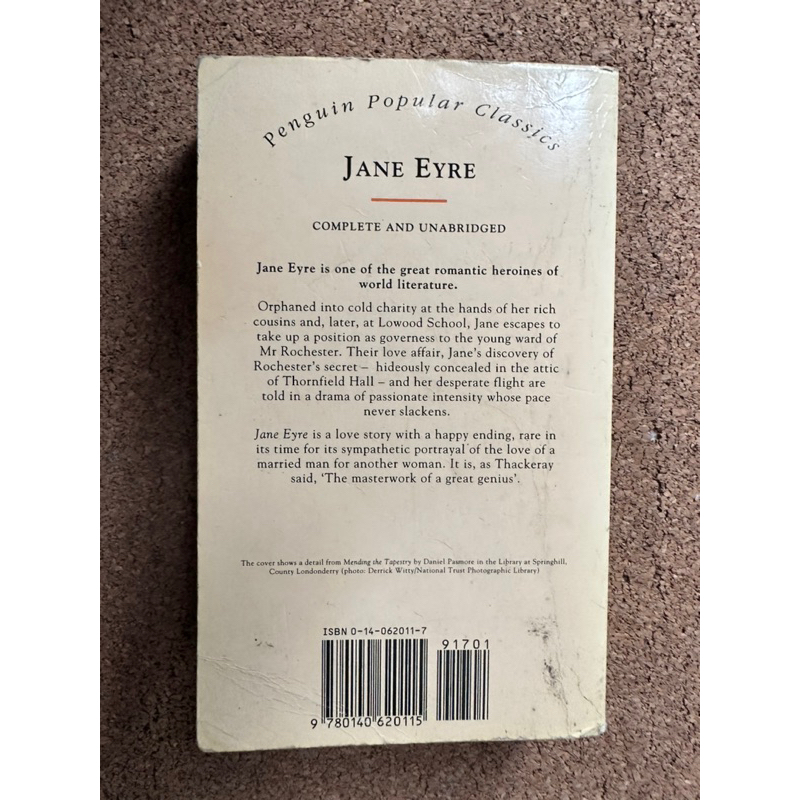 Penguin Popular Classics
JANE EYRE
COMPLETE AND UNABRIDGED
Jane Eyre is one of the great romantic heroines of
world literature.
Orphaned into cold charity at the hands of her rich
cousins and, later, at Lowood School, Jane escapes to
take up a position as governess to the young ward of
Mr Rochester. Their love affair, Jane's discovery of
Rochester's secret – hideously concealed in the attic
of Thornfield Hall – and her desperate flight are
told in a drama of passionate intensity whose pace
never slackens.
Jane Eyre is a love story with a happy ending, rare in
its time for its sympathetic portrayal of the love of a
married man for another woman. It is, as Thackeray
said, 'The masterwork of a great genius'.
The cover shows a detail from Mending the Tapestry by Daniel Pasmore in the Library at Springhill,
County Londonderry (photo: Derrick Witty/National Trust Photographic Library)
ISBN 0-14-062011-7
91701
9 780140 620115